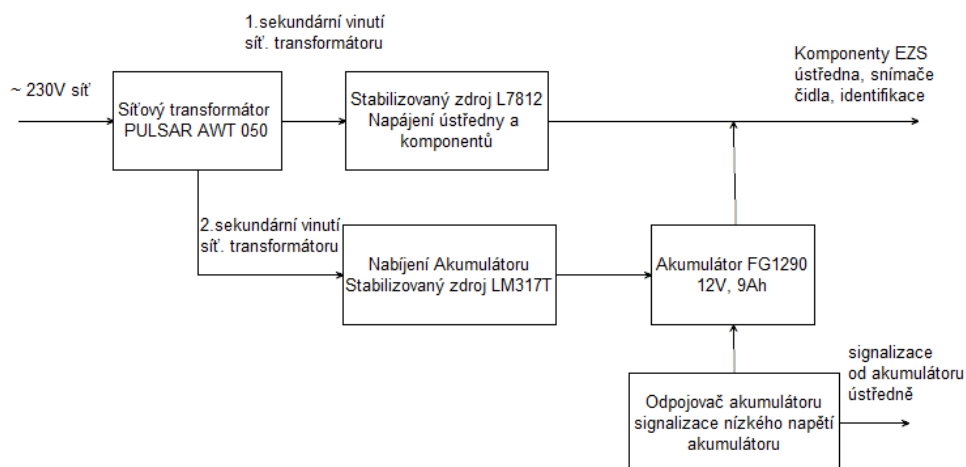 1.sekundární vinutí
síť. transformátoru
Komponenty EZS
ústředna, snímače
čidla, identifikace
~ 230V síť
Síťový transformátor
PULSAR AWT 050
Stabilizovaný zdroj L7812
Napájení ústředny a
komponentů
2.sekundární vinutí
síť. transformátoru
Nabíjení Akumulátoru
Stabilizovaný zdroj LM317T
Akumulátor FG1290
12V, 9Ah
signalizace
od akumulátoru
ústředně
Odpojovač akumulátoru
signalizace nízkého napětí
akumulátoru